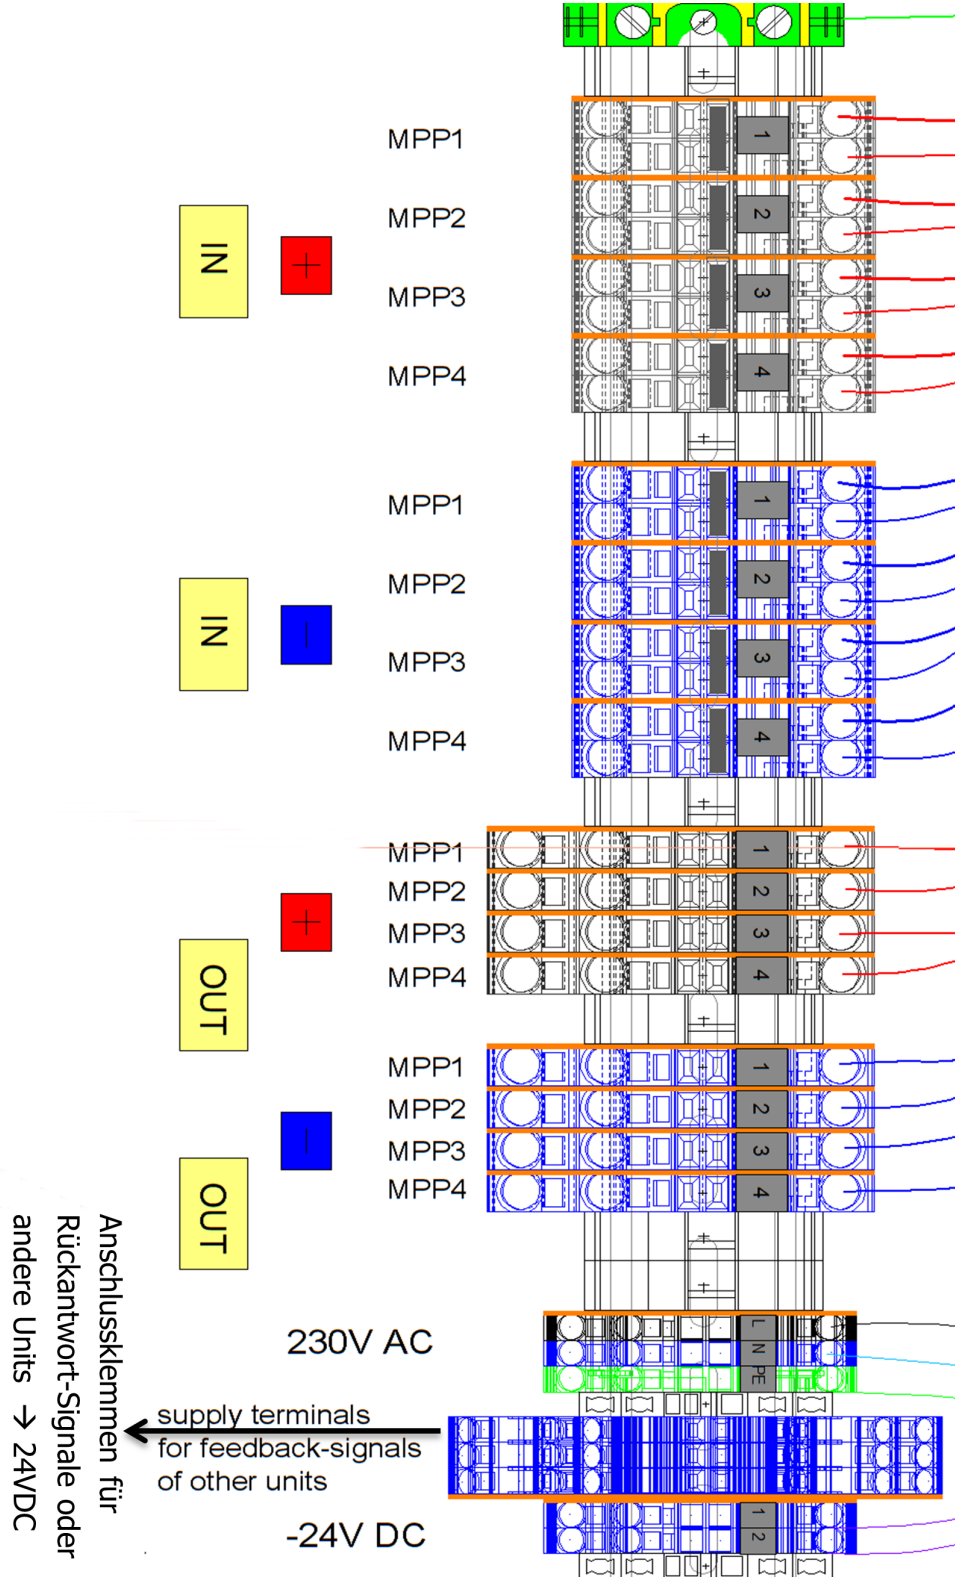 MPP1
1
MPP2
2
IN
+
MPP3
3
MPP4
4
MPP1
1
MPP2
2
IN
-
MPP3
3
MPP4
4
MPP1
1
MPP2
2
+
MPP3
3
OUT
MPP4
4
MPP1
1
MPP2
2
-
MPP3
3
OUT
MPP4
4
230V AC
L
N
PE
supply terminals
for feedback-signals
of other units
Anschlussklemmen für
Rückantwort-Signale oder
andere Units → 24VDC
-24V DC
1
2